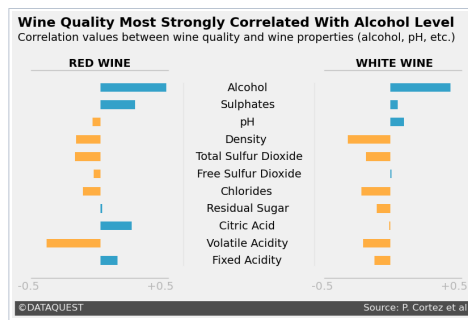 Wine Quality Most Strongly Correlated With Alcohol Level
Correlation values between wine quality and wine properties (alcohol, pH, etc.)
RED WINE
WHITE WINE
Alcohol
Sulphates
pH
Density
Total Sulfur Dioxide
Free Sulfur Dioxide
Chlorides
Residual Sugar
Citric Acid
Volatile Acidity
Fixed Acidity
-0.5 +0.5 -0.5 +0.5
©DATAQUEST Source: P. Cortez et al